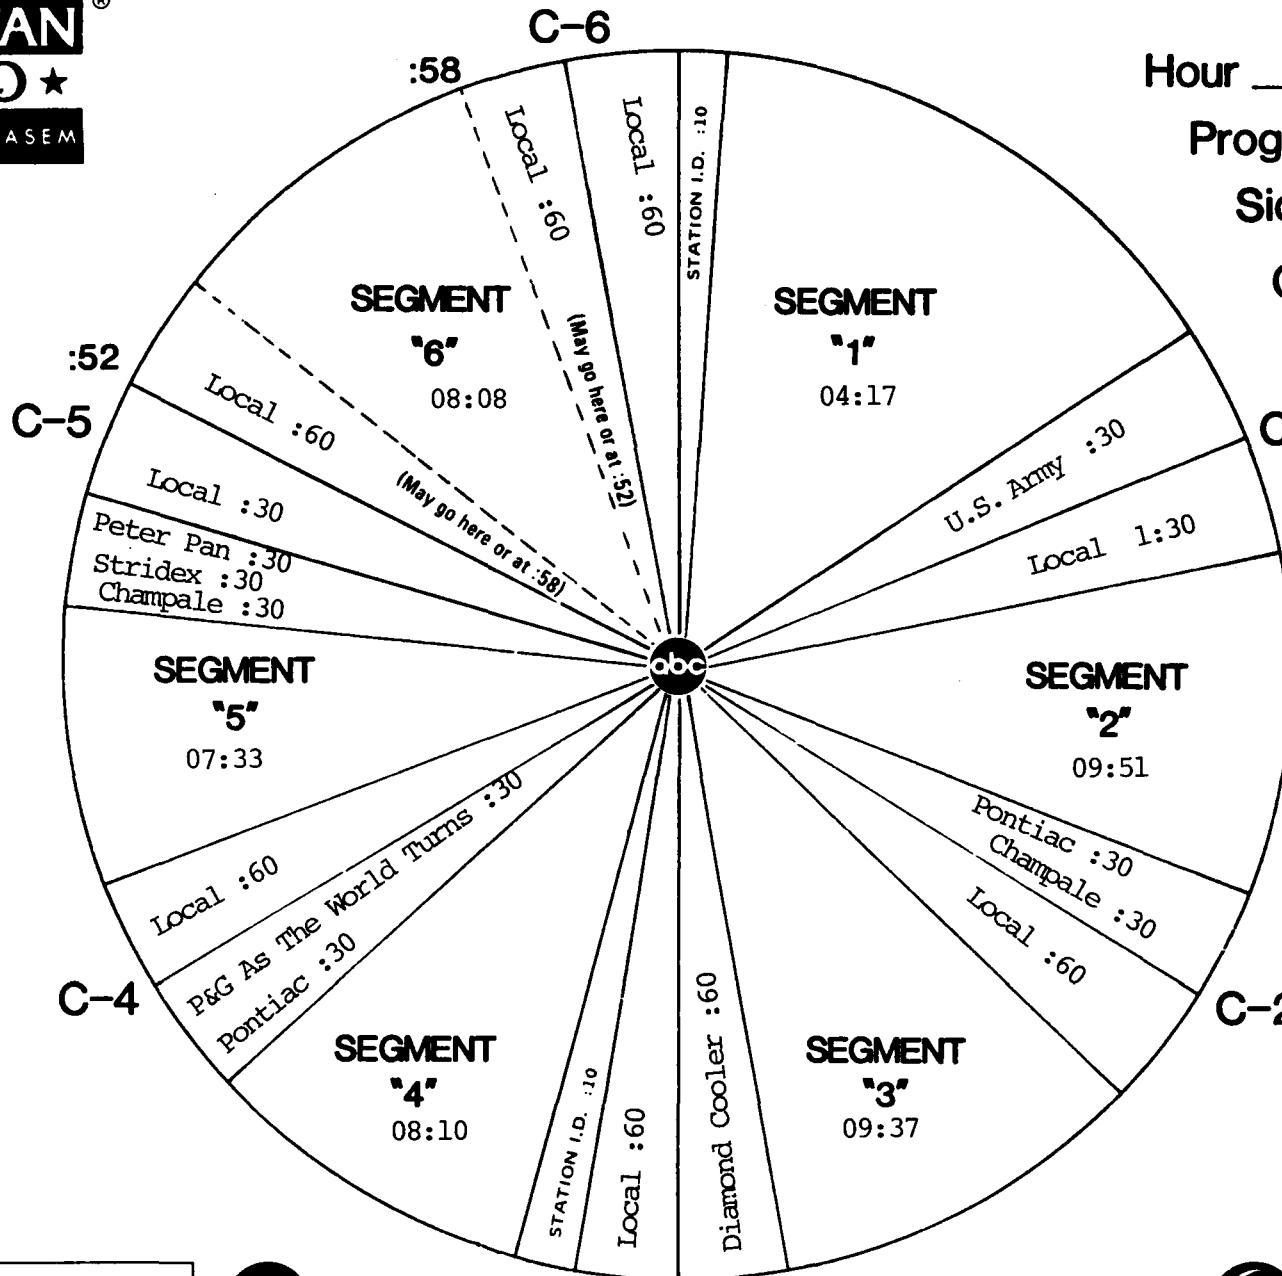 ASEM
Hour
:58
C-6
Local :60
(May go here or at :52)
Local :60
STATION I.D. :10
SEGMENT
"1"
04:17
U.S. Army :30
Local 1:30
SEGMENT
"2"
09:51
Pontiac :30
Champale :30
Local :60
SEGMENT
"3"
09:37
Diamond Cooler :60
Local :60
STATION I.D. :10
SEGMENT
"4"
08:10
C-4
Pontiac :30
P&G As The World Turns :30
Local :60
SEGMENT
"5"
07:33
Champale :30
Stridex :30
Peter Pan :30
Local :30
C-5
:52
Local :60
(May go here or at :58)
SEGMENT
"6"
08:08
abc